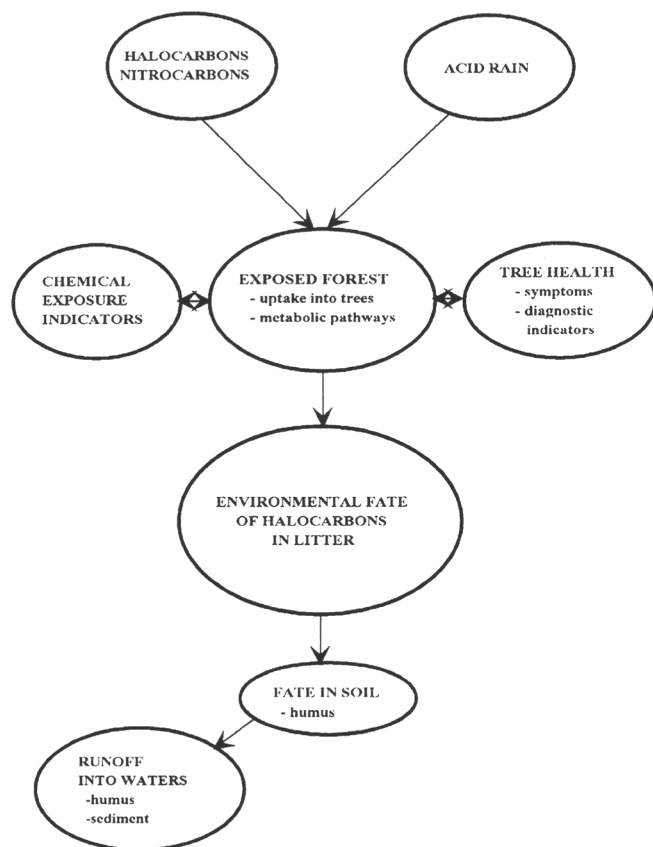 HALOCARBONS
NITROCARBONS
ACID RAIN
CHEMICAL
EXPOSURE
INDICATORS
EXPOSED FOREST
- uptake into trees
- metabolic pathways
TREE HEALTH
- symptoms
- diagnostic
indicators
ENVIRONMENTAL FATE
OF HALOCARBONS
IN LITTER
FATE IN SOIL
- humus
RUNOFF
INTO WATERS
-humus
-sediment